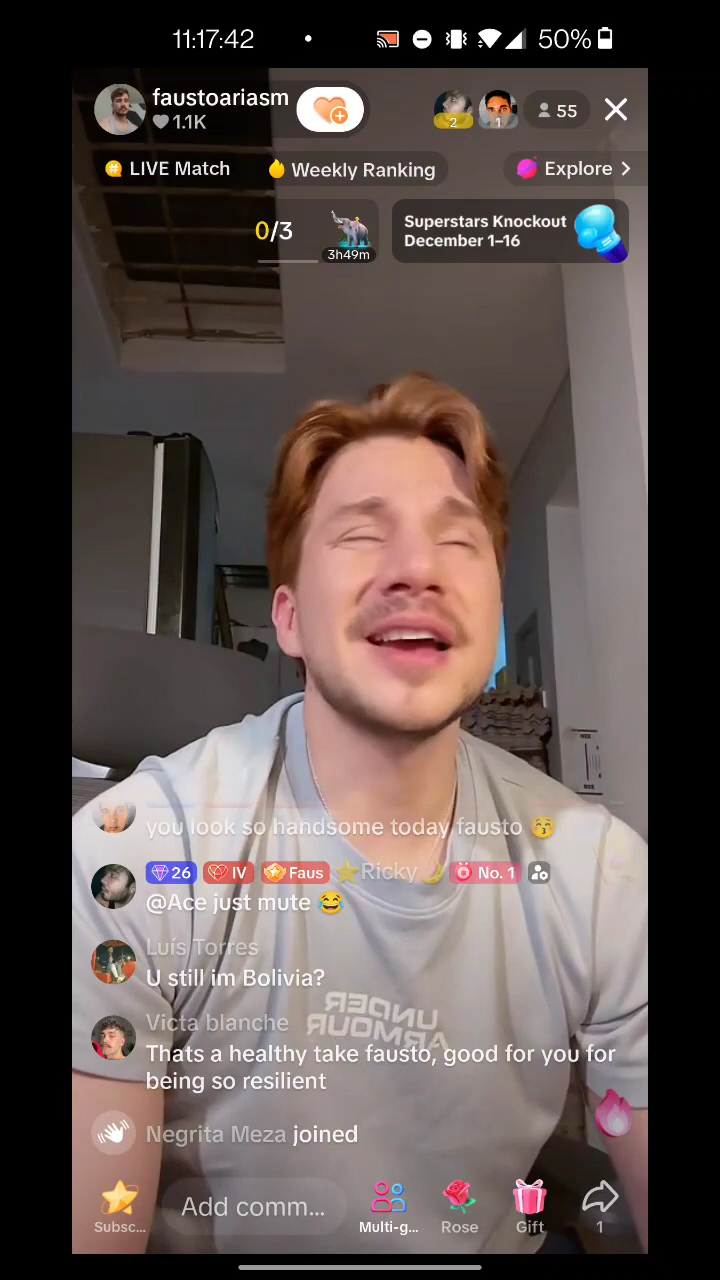 11:17:42
50%
faustoariasm
1.1K
2
1
55
LIVE Match
Weekly Ranking
Explore
0/3
3h49m
Superstars Knockout
December 1–16
you look so handsome today fausto 😚
26 IV Faus ⭐Ricky🌙 No. 1
@Ace just mute 😂
Luís Torres
U still im Bolivia?
Victa blanche
Thats a healthy take fausto, good for you for
being so resilient
Negrita Meza joined
UNDER
ARMOUR
Add comm...
Subsc...
Multi-g...
Rose
Gift
1